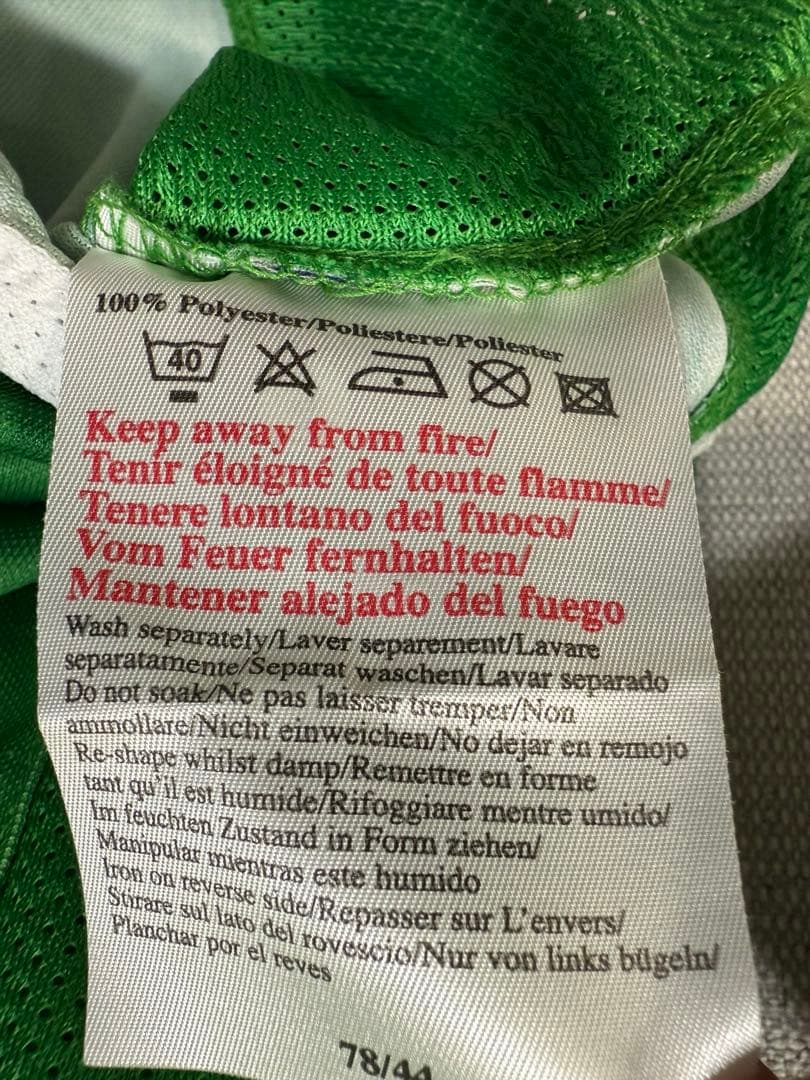 100% Polyester/Poliestere/Poliester
40
Keep away from fire/
Tenir éloigné de toute flamme/
Tenere lontano del fuoco/
Vom Feuer fernhalten/
Mantener alejado del fuego
Wash separately/Laver separement/Lavare
separatamente/Separat waschen/Lavar separado
Do not soak/Ne pas laisser tremper/Non
ammollare/Nicht einweichen/No dejar en remojo
Re-shape whilst damp/Remettre en forme
tant qu'il est humide/Rifoggiare mentre umido/
Im feuchten Zustand in Form ziehen/
Manipular mientras este humido
Iron on reverse side/Repasser sur L'envers/
Stirare sul lato del rovescio/Nur von links bügeln/
Planchar por el reves
78/44